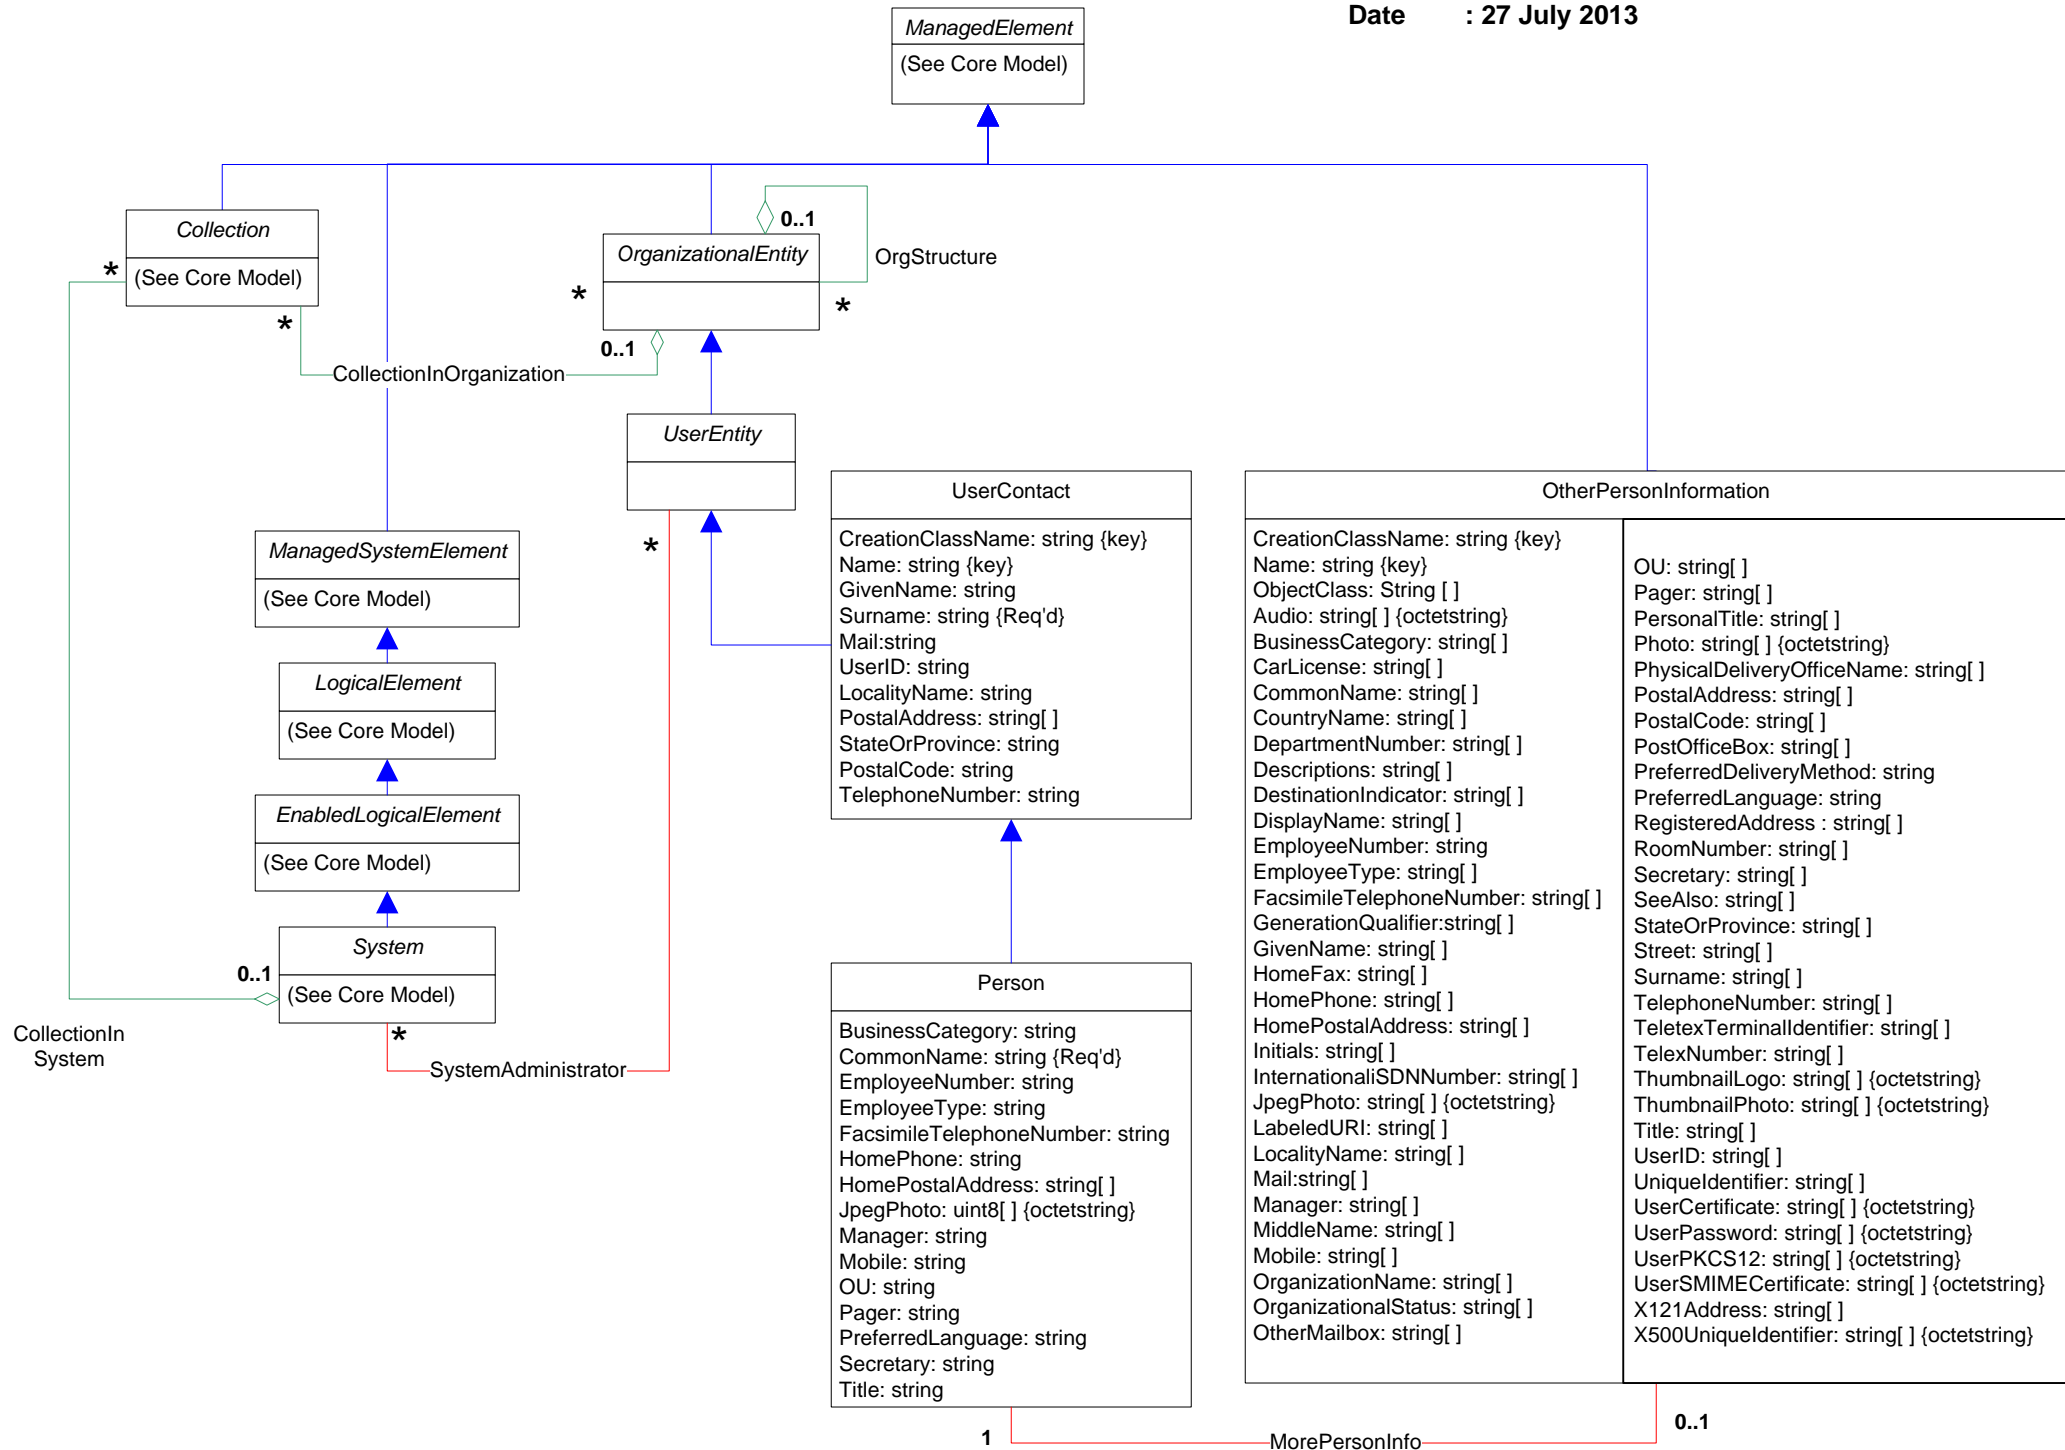 Date : 27 July 2013
ManagedElement
(See Core Model)
Collection
(See Core Model)
*
*
OrganizationalEntity
0..1
OrgStructure
*
*
0..1
CollectionInOrganization
UserEntity
*
ManagedSystemElement
(See Core Model)
LogicalElement
(See Core Model)
EnabledLogicalElement
(See Core Model)
System
(See Core Model)
0..1
*
CollectionIn
System
SystemAdministrator
UserContact
CreationClassName: string {key}
Name: string {key}
GivenName: string
Surname: string {Req'd}
Mail:string
UserID: string
LocalityName: string
PostalAddress: string[ ]
StateOrProvince: string
PostalCode: string
TelephoneNumber: string
Person
BusinessCategory: string
CommonName: string {Req'd}
EmployeeNumber: string
EmployeeType: string
FacsimileTelephoneNumber: string
HomePhone: string
HomePostalAddress: string[ ]
JpegPhoto: uint8[ ] {octetstring}
Manager: string
Mobile: string
OU: string
Pager: string
PreferredLanguage: string
Secretary: string
Title: string
OtherPersonInformation
CreationClassName: string {key}
Name: string {key}
ObjectClass: String [ ]
Audio: string[ ] {octetstring}
BusinessCategory: string[ ]
CarLicense: string[ ]
CommonName: string[ ]
CountryName: string[ ]
DepartmentNumber: string[ ]
Descriptions: string[ ]
DestinationIndicator: string[ ]
DisplayName: string[ ]
EmployeeNumber: string
EmployeeType: string[ ]
FacsimileTelephoneNumber: string[ ]
GenerationQualifier:string[ ]
GivenName: string[ ]
HomeFax: string[ ]
HomePhone: string[ ]
HomePostalAddress: string[ ]
Initials: string[ ]
InternationaliSDNNumber: string[ ]
JpegPhoto: string[ ] {octetstring}
LabeledURI: string[ ]
LocalityName: string[ ]
Mail:string[ ]
Manager: string[ ]
MiddleName: string[ ]
Mobile: string[ ]
OrganizationName: string[ ]
OrganizationalStatus: string[ ]
OtherMailbox: string[ ]
OU: string[ ]
Pager: string[ ]
PersonalTitle: string[ ]
Photo: string[ ] {octetstring}
PhysicalDeliveryOfficeName: string[ ]
PostalAddress: string[ ]
PostalCode: string[ ]
PostOfficeBox: string[ ]
PreferredDeliveryMethod: string
PreferredLanguage: string
RegisteredAddress : string[ ]
RoomNumber: string[ ]
Secretary: string[ ]
SeeAlso: string[ ]
StateOrProvince: string[ ]
Street: string[ ]
Surname: string[ ]
TelephoneNumber: string[ ]
TeletexTerminalIdentifier: string[ ]
TelexNumber: string[ ]
ThumbnailLogo: string[ ] {octetstring}
ThumbnailPhoto: string[ ] {octetstring}
Title: string[ ]
UserID: string[ ]
UniqueIdentifier: string[ ]
UserCertificate: string[ ] {octetstring}
UserPassword: string[ ] {octetstring}
UserPKCS12: string[ ] {octetstring}
UserSMIMECertificate: string[ ] {octetstring}
X121Address: string[ ]
X500UniqueIdentifier: string[ ] {octetstring}
1
MorePersonInfo
0..1